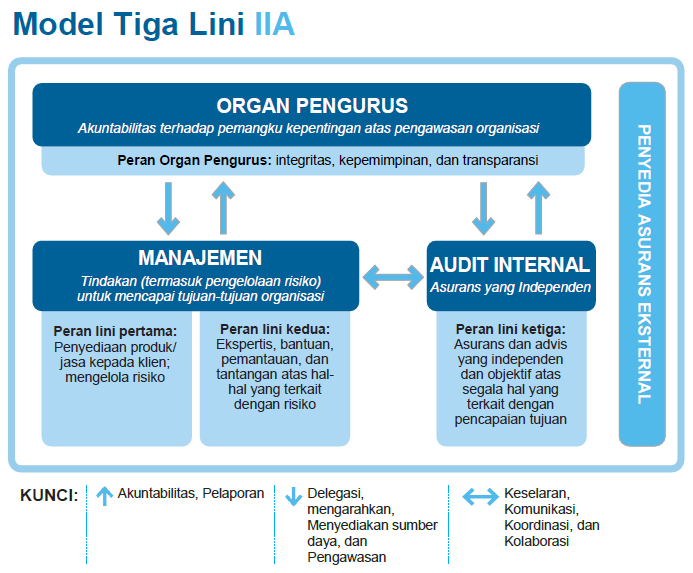 Model Tiga Lini IIA
ORGAN PENGURUS
Akuntabilitas terhadap pemangku kepentingan atas pengawasan organisasi
Peran Organ Pengurus: integritas, kepemimpinan, dan transparansi
MANAJEMEN
Tindakan (termasuk pengelolaan risiko)
untuk mencapai tujuan-tujuan organisasi
Peran lini pertama:
Penyediaan produk/
jasa kepada klien;
mengelola risiko
Peran lini kedua:
Ekspertis, bantuan,
pemantauan, dan
tantangan atas hal-
hal yang terkait
dengan risiko
AUDIT INTERNAL
Asurans yang Independen
Peran lini ketiga:
Asurans dan advis
yang independen
dan objektif atas
segala hal yang
terkait dengan
pencapaian tujuan
PENYEDIA ASURANS EKSTERNAL
KUNCI:
Akuntabilitas, Pelaporan
Delegasi,
mengarahkan,
Menyediakan sumber
daya, dan
Pengawasan
Keselaran,
Komunikasi,
Koordinasi, dan
Kolaborasi